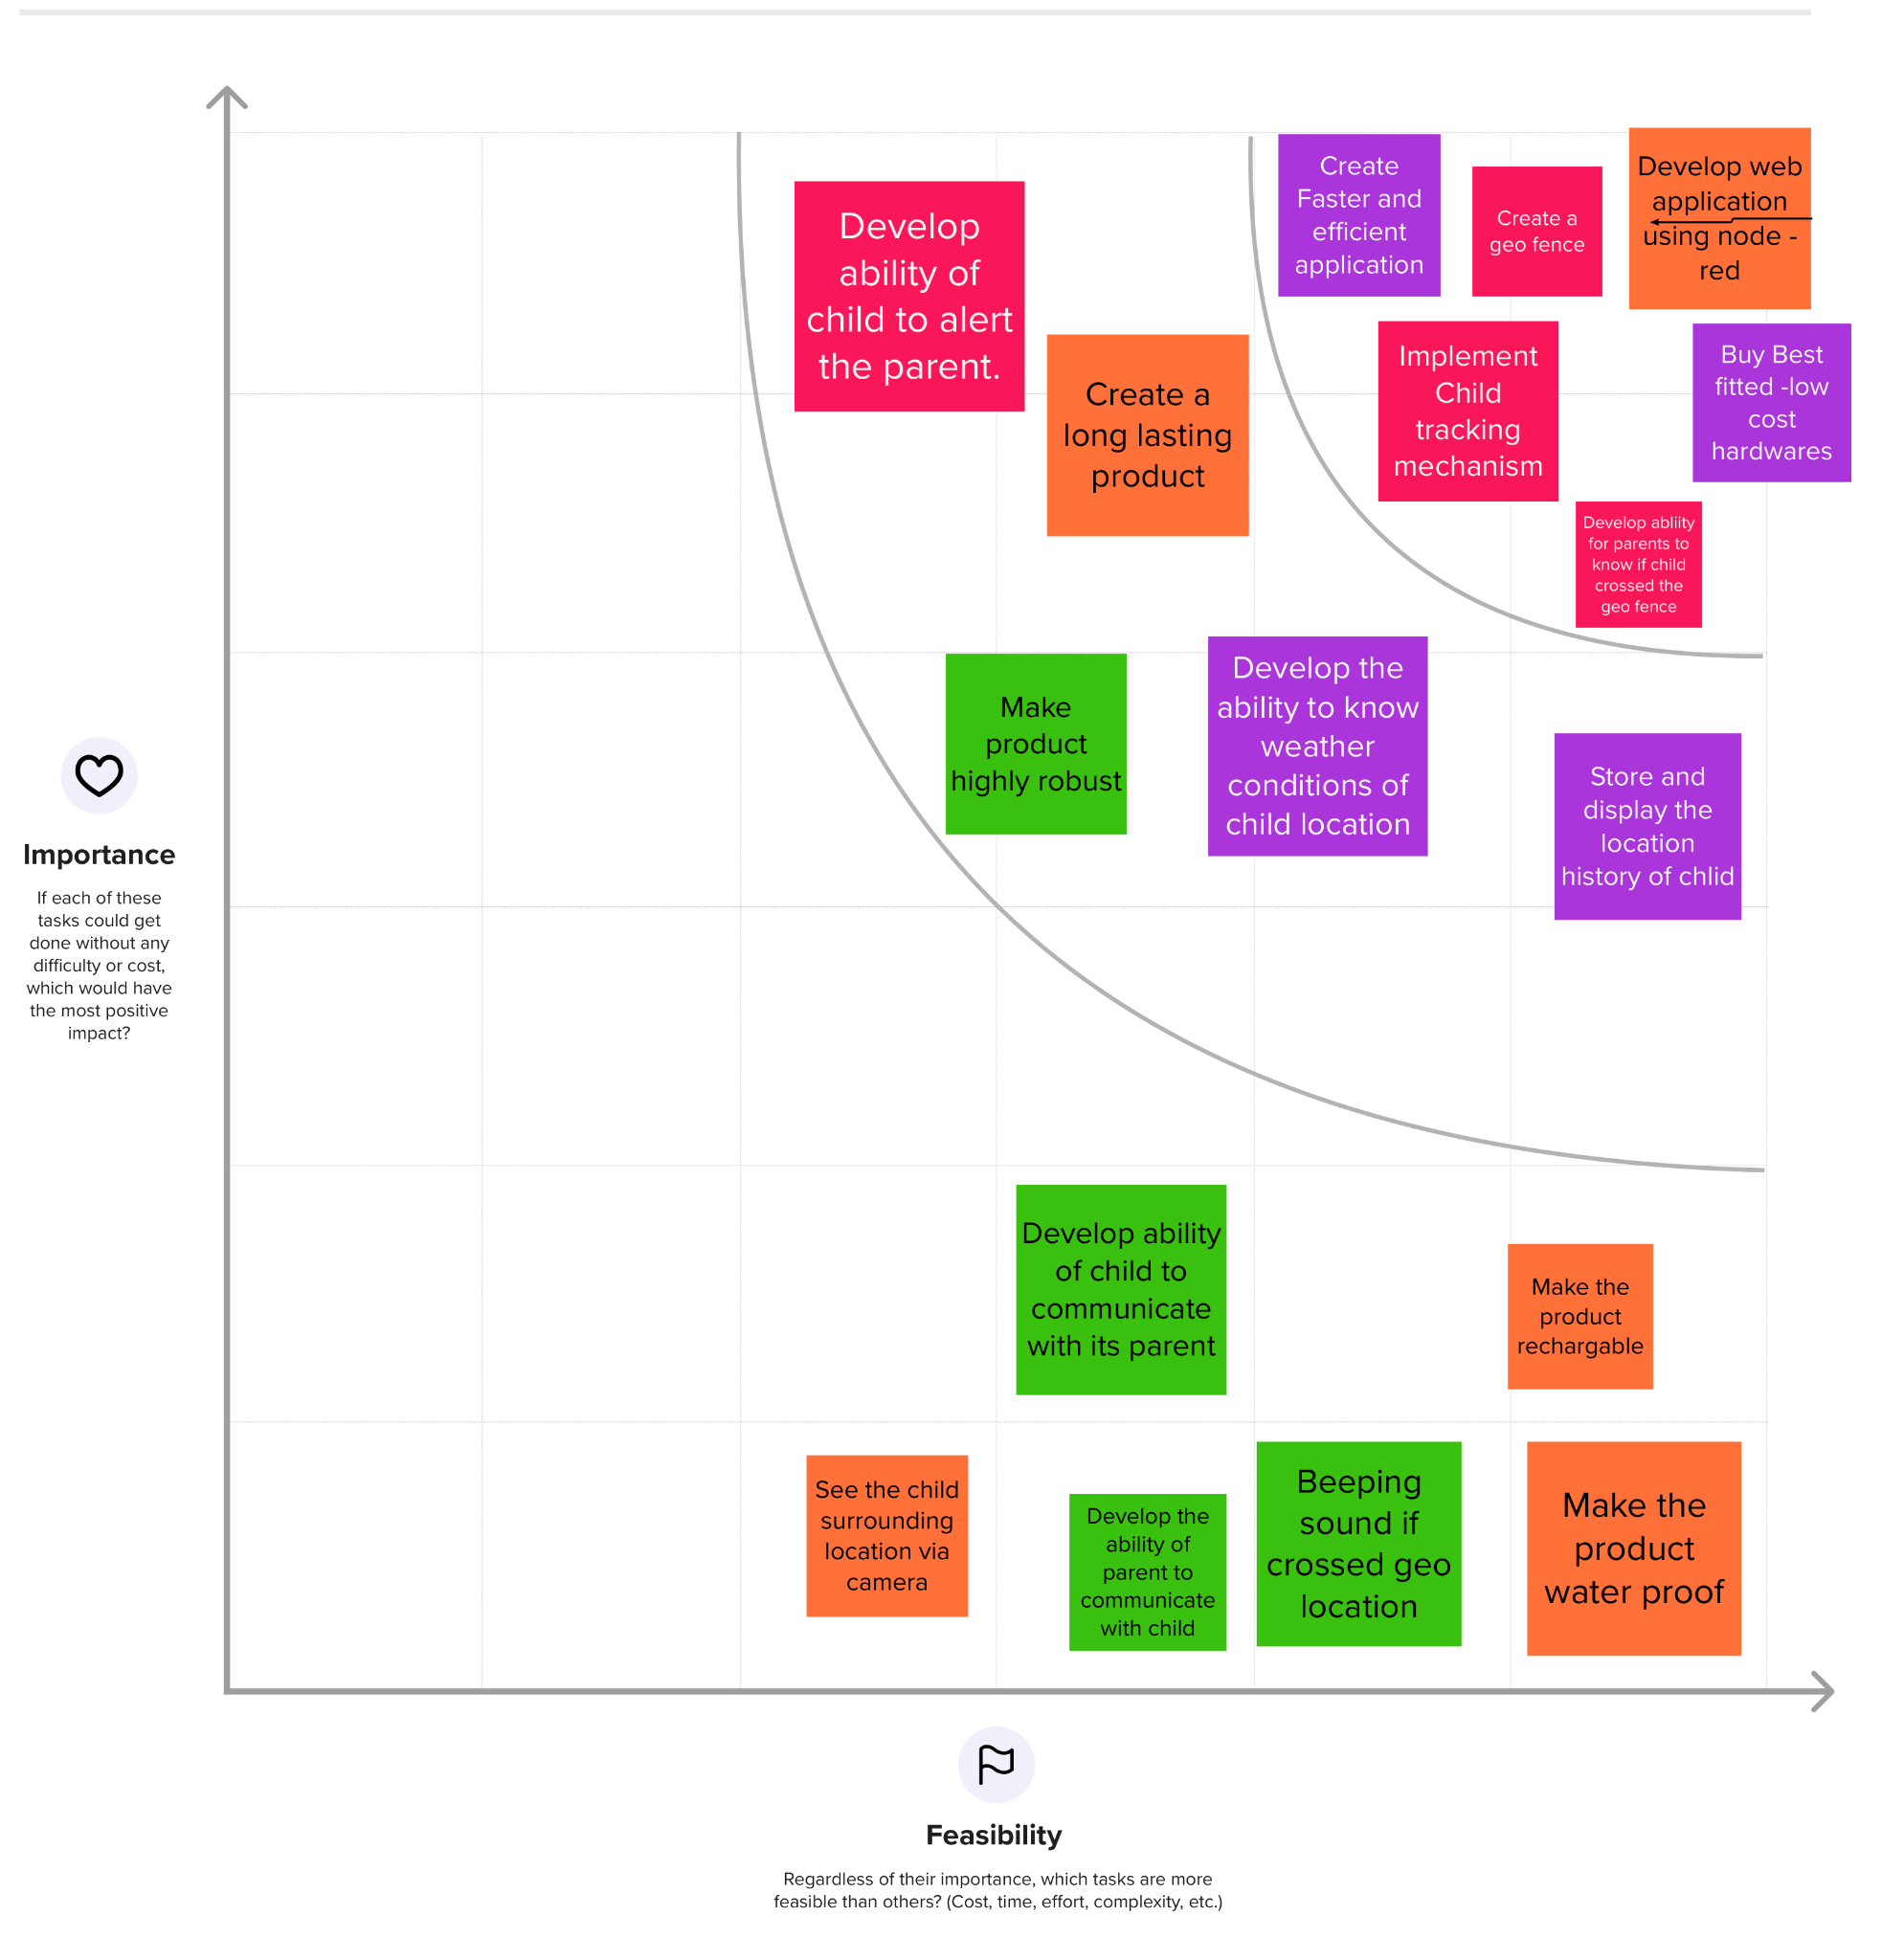 Create
Faster and
efficient
application
Create a
geo fence
Develop web
application
using node -
red
Develop
ability of
child to alert
the parent.
Create a
long lasting
product
Implement
Child
tracking
mechanism
Buy Best
fitted -low
cost
hardwares
Develop abliity
for parents to
know if child
crossed the
geo fence
Make
product
highly robust
Develop the
ability to know
weather
conditions of
child location
Store and
display the
location
history of chlid
Importance
If each of these
tasks could get
done without any
difficulty or cost,
which would have
the most positive
impact?
Develop ability
of child to
communicate
with its parent
Make the
product
rechargable
See the child
surrounding
location via
camera
Develop the
ability of
parent to
communicate
with child
Beeping
sound if
crossed geo
location
Make the
product
water proof
Feasibility
Regardless of their importance, which tasks are more
feasible than others? (Cost, time, effort, complexity, etc.)